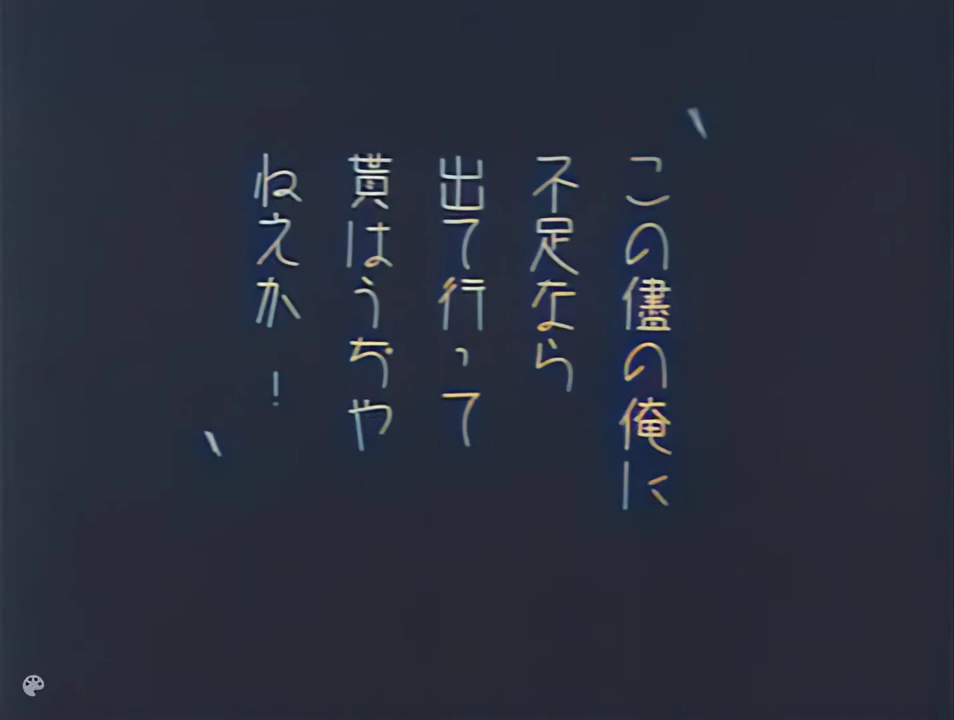 この儘の俺に
不足なら
出て行って
貰はうぢや
ねえか！